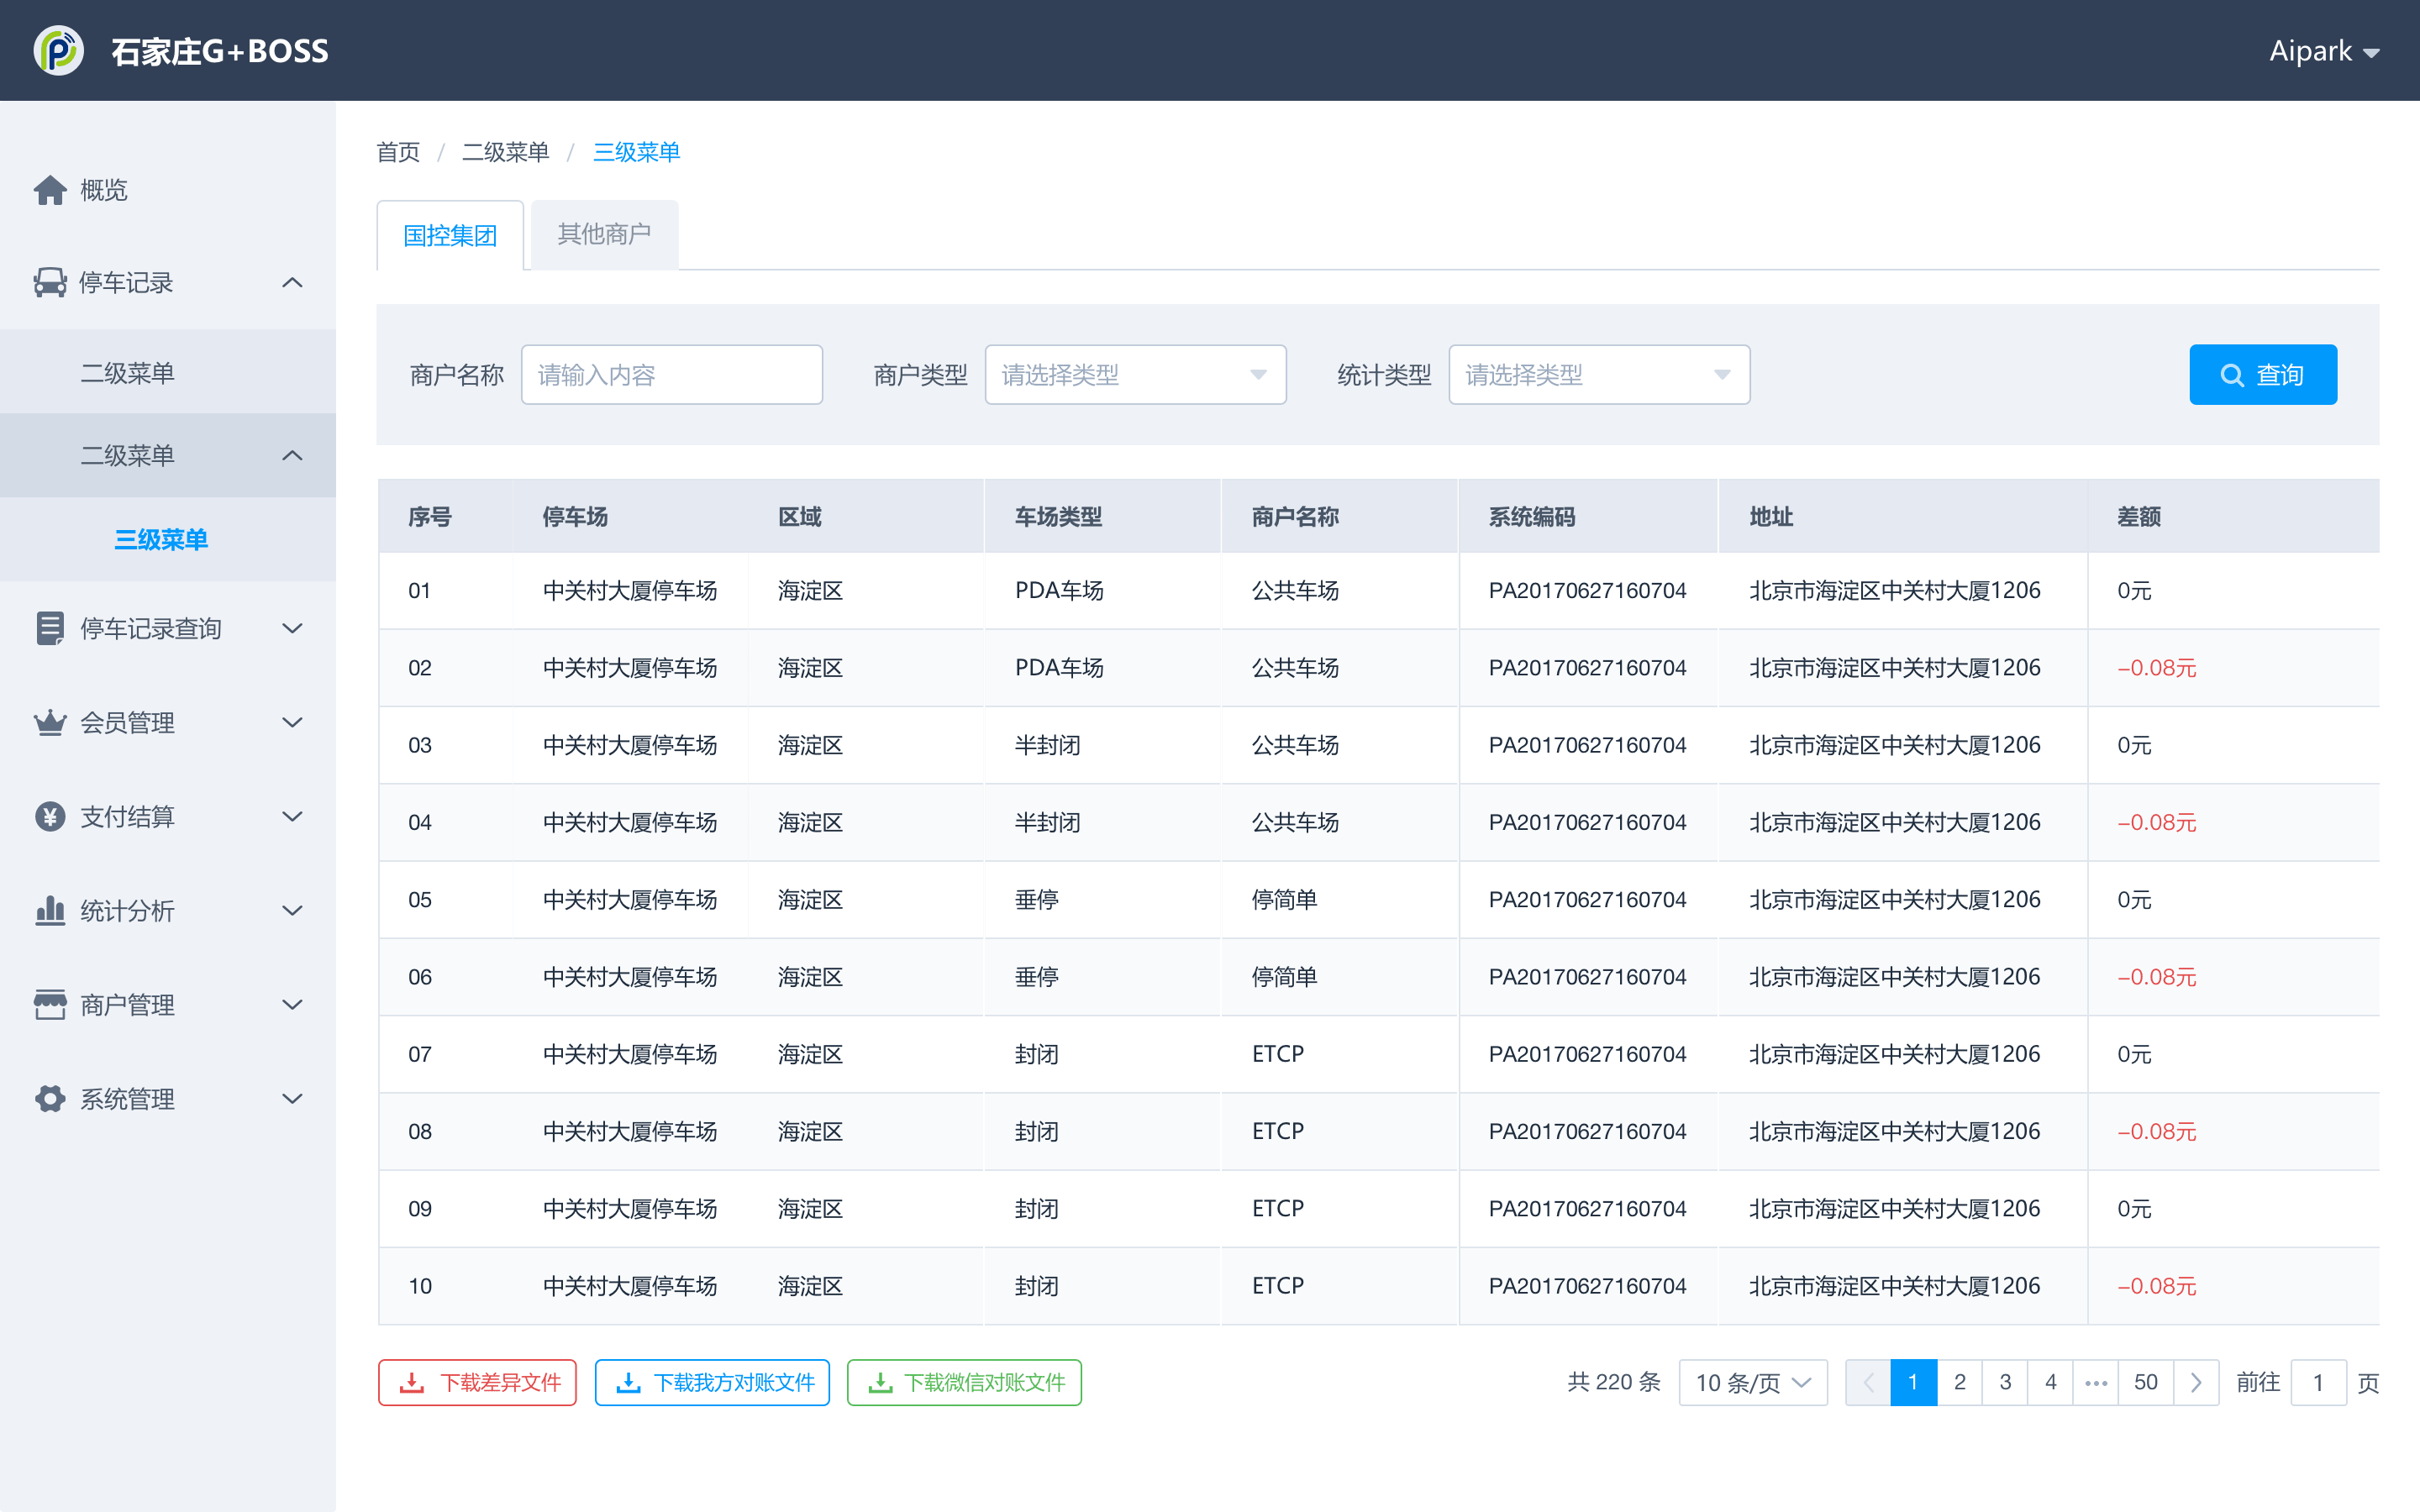 石家庄G+BOSS
Aipark
概览
停车记录
二级菜单
二级菜单
三级菜单
停车记录查询
会员管理
支付结算
统计分析
商户管理
系统管理
首页 / 二级菜单 / 三级菜单
国控集团 其他商户
商户名称 请输入内容 商户类型 请选择类型 统计类型 请选择类型 查询
序号 停车场 区域 车场类型 商户名称 系统编码 地址 差额
01 中关村大厦停车场 海淀区 PDA车场 公共车场 PA20170627160704 北京市海淀区中关村大厦1206 0元
02 中关村大厦停车场 海淀区 PDA车场 公共车场 PA20170627160704 北京市海淀区中关村大厦1206 –0.08元
03 中关村大厦停车场 海淀区 半封闭 公共车场 PA20170627160704 北京市海淀区中关村大厦1206 0元
04 中关村大厦停车场 海淀区 半封闭 公共车场 PA20170627160704 北京市海淀区中关村大厦1206 –0.08元
05 中关村大厦停车场 海淀区 垂停 停简单 PA20170627160704 北京市海淀区中关村大厦1206 0元
06 中关村大厦停车场 海淀区 垂停 停简单 PA20170627160704 北京市海淀区中关村大厦1206 –0.08元
07 中关村大厦停车场 海淀区 封闭 ETCP PA20170627160704 北京市海淀区中关村大厦1206 0元
08 中关村大厦停车场 海淀区 封闭 ETCP PA20170627160704 北京市海淀区中关村大厦1206 –0.08元
09 中关村大厦停车场 海淀区 封闭 ETCP PA20170627160704 北京市海淀区中关村大厦1206 0元
10 中关村大厦停车场 海淀区 封闭 ETCP PA20170627160704 北京市海淀区中关村大厦1206 –0.08元
下载差异文件 下载我方对账文件 下载微信对账文件 共 220 条 10 条/页 1 2 3 4 ••• 50 前往 1 页